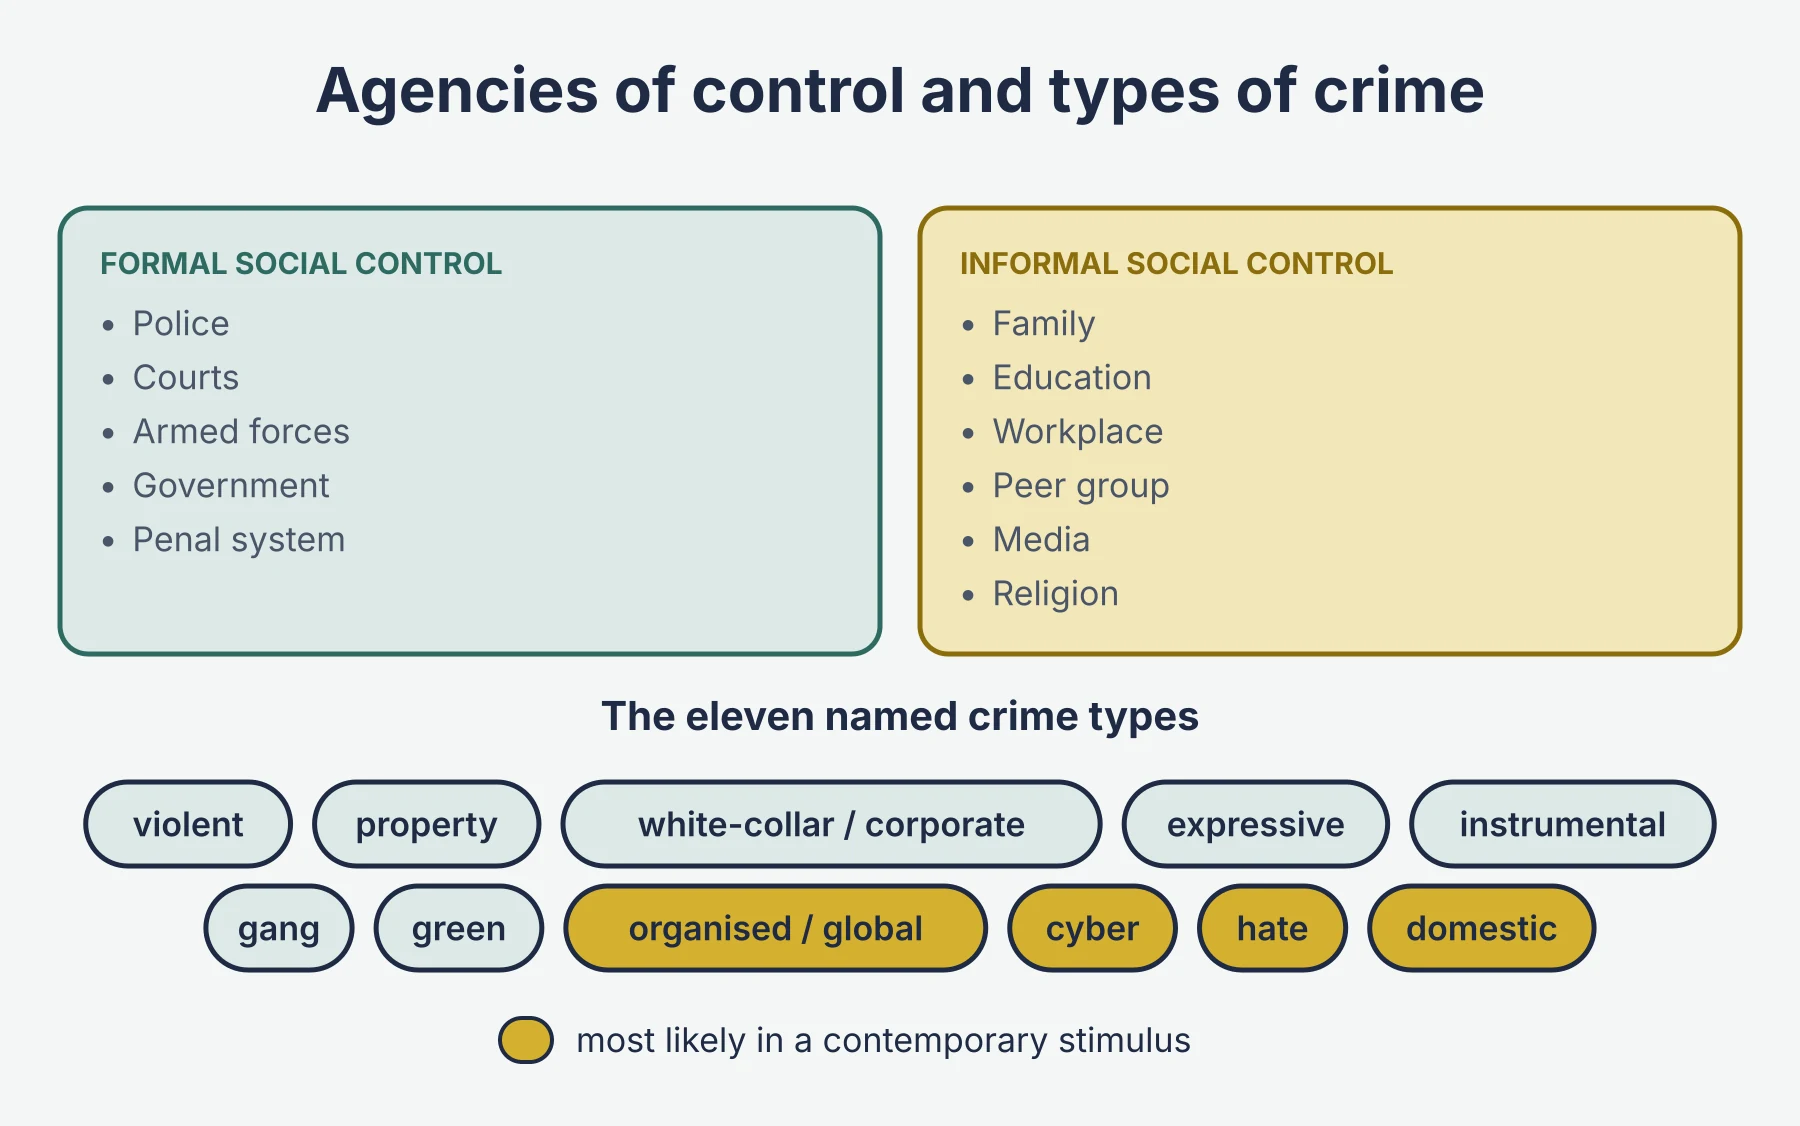 Agencies of control and types of crime
FORMAL SOCIAL CONTROL
• Police
• Courts
• Armed forces
• Government
• Penal system
INFORMAL SOCIAL CONTROL
• Family
• Education
• Workplace
• Peer group
• Media
• Religion
The eleven named crime types
violent property white-collar / corporate expressive instrumental
gang green organised / global cyber hate domestic
most likely in a contemporary stimulus